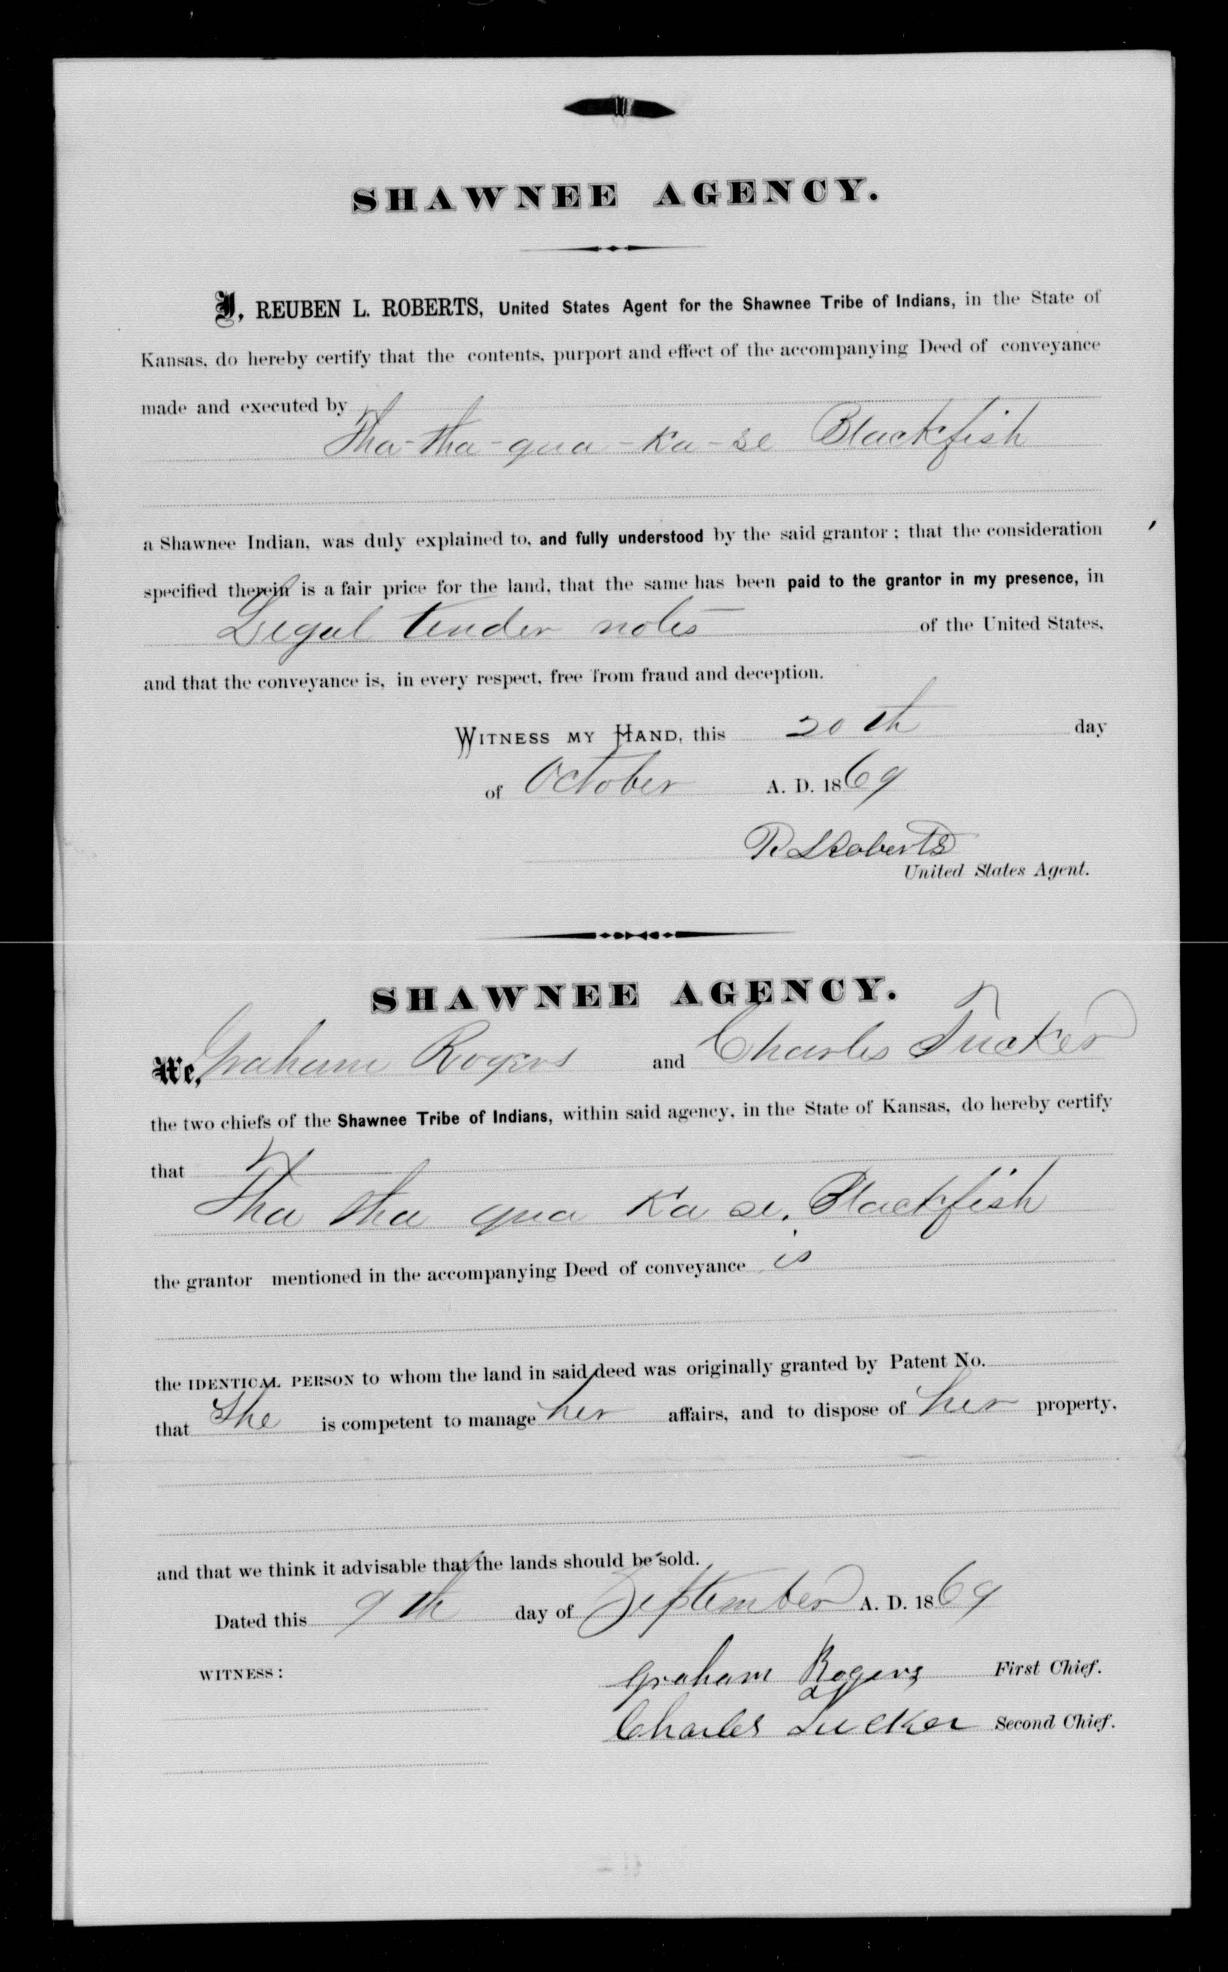 SHAWNEE AGENCY.
I, REUBEN L. ROBERTS, United States Agent for the Shawnee Tribe of Indians, in the State of
Kansas, do hereby certify that the contents, purport and effect of the accompanying Deed of conveyance
made and executed by
Tha-tha-qua-ka-se Blackfish
a Shawnee Indian, was duly explained to, and fully understood by the said grantor; that the consideration
specified therein is a fair price for the land, that the same has been paid to the grantor in my presence, in
Legal tender notes of the United States,
and that the conveyance is, in every respect, free from fraud and deception.
WITNESS MY HAND, this 20th day
of October A. D. 1869
R L Roberts
United States Agent.
SHAWNEE AGENCY.
We, Graham Rogers and Charles Tucker
the two chiefs of the Shawnee Tribe of Indians, within said agency, in the State of Kansas, do hereby certify
that
Tha tha qua ka se. Blackfish
the grantor mentioned in the accompanying Deed of conveyance is
the IDENTICAL PERSON to whom the land in said deed was originally granted by Patent No.
that She is competent to manage her affairs, and to dispose of her property,
and that we think it advisable that the lands should be sold.
Dated this 9th day of September A. D. 1869
WITNESS:
Graham Rogers First Chief.
Charles Tucker Second Chief.